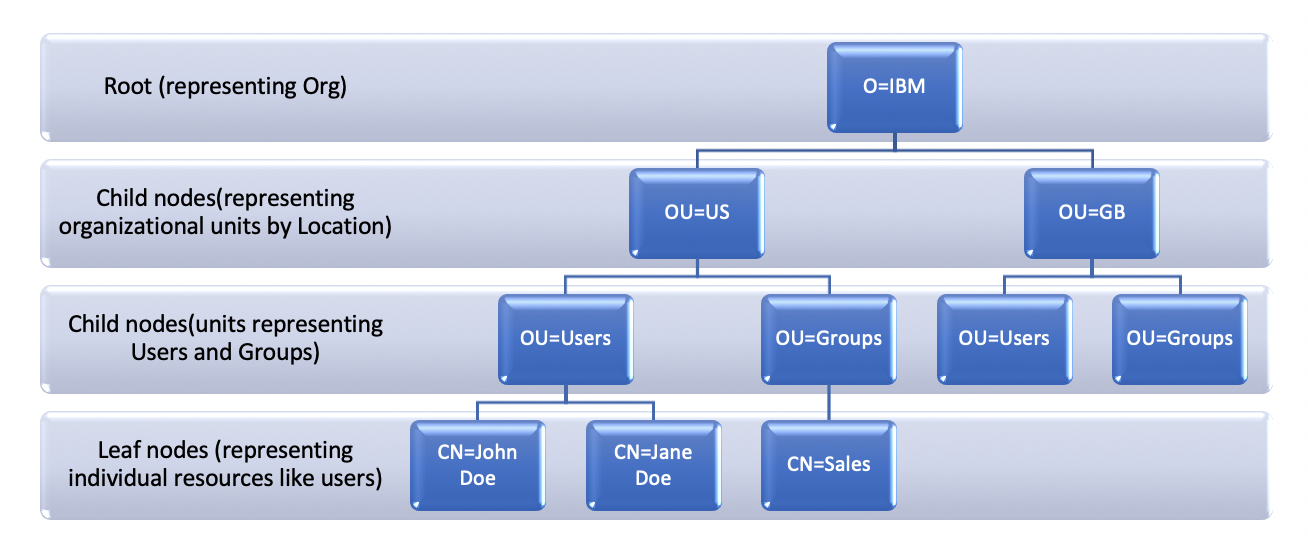 Root (representing Org)
O=IBM
Child nodes(representing
organizational units by Location)
OU=US
OU=GB
Child nodes(units representing
Users and Groups)
OU=Users
OU=Groups
OU=Users
OU=Groups
Leaf nodes (representing
individual resources like users)
CN=John
Doe
CN=Jane
Doe
CN=Sales